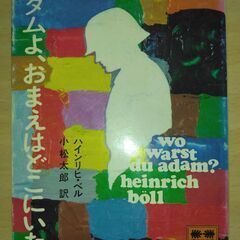 ダムよ、おまえはどこにいた
ハインリヒ・ベル
小松太郎 訳
wo
warst
du adam?
heinrich
böll